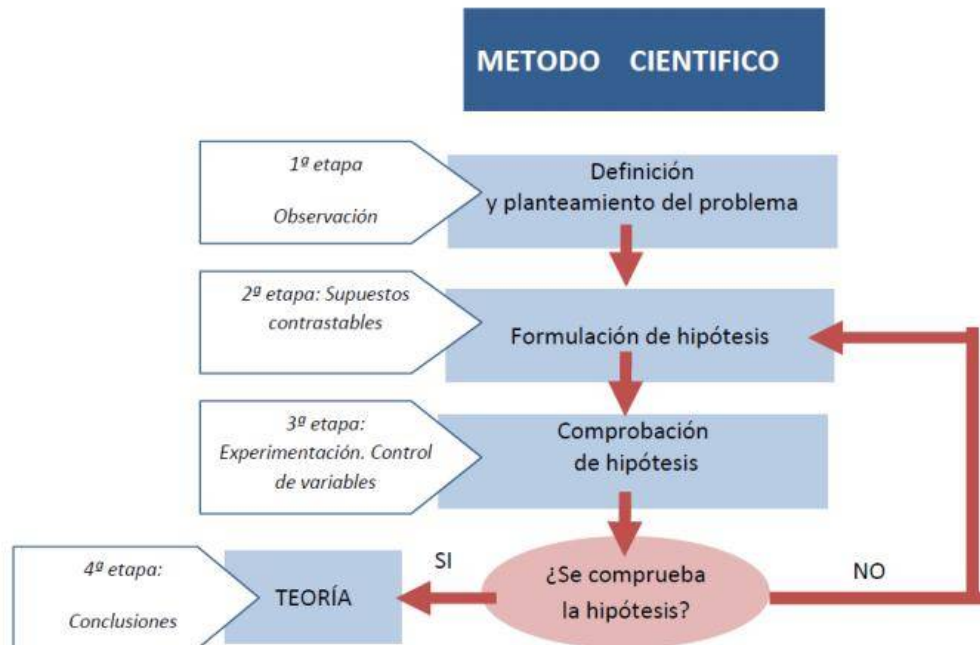 METODO CIENTIFICO
1ª etapa
Observación
Definición
y planteamiento del problema
2ª etapa: Supuestos
contrastables
Formulación de hipótesis
3ª etapa:
Experimentación. Control
de variables
Comprobación
de hipótesis
4ª etapa:
Conclusiones
TEORÍA
SI
¿Se comprueba
la hipótesis?
NO